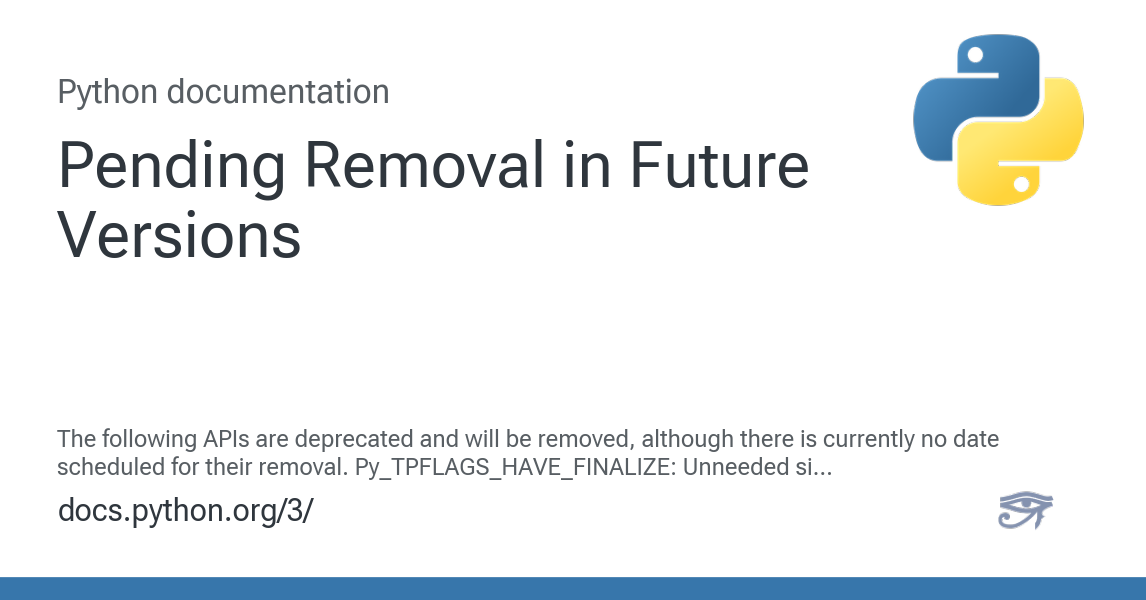 Python documentation
Pending Removal in Future
Versions
The following APIs are deprecated and will be removed, although there is currently no date
scheduled for their removal. Py_TPFLAGS_HAVE_FINALIZE: Unneeded si...
docs.python.org/3/